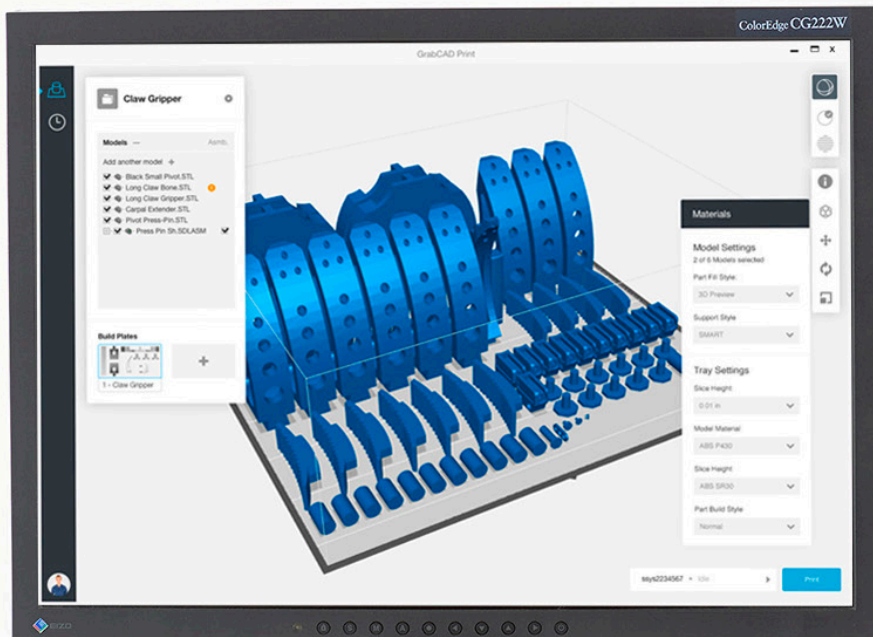 ColorEdge CG222W
GrabCAD Print
Claw Gripper
Models
Asmb.
Add another model +
Black Small Pivot.STL
Long Claw Bone.STL
Long Claw Gripper.STL
Carpal Extender.STL
Pivot Press-Pin.STL
Press Pin Sh.SDLASM
Build Plates
1 - Claw Gripper
Materials
Model Settings
2 of 6 Models selected
Part Fill Style
3D Preview
Support Style
SMART
Tray Settings
Slice Height
0.01 in
Model Material
ABS P430
Slice Height
ABS SR30
Part Build Style
Normal
ssys2234567 • Idle
Print
EIZO